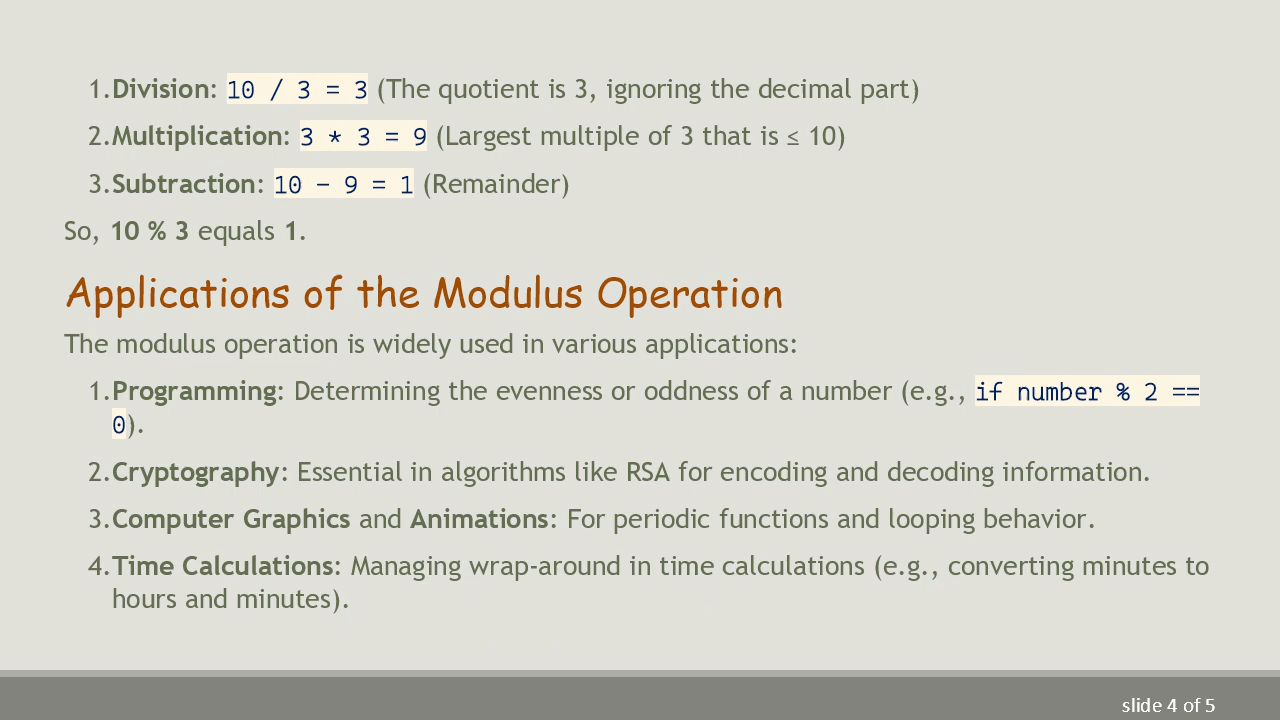 1.Division: 10 / 3 = 3 (The quotient is 3, ignoring the decimal part)
2.Multiplication: 3 * 3 = 9 (Largest multiple of 3 that is ≤ 10)
3.Subtraction: 10 − 9 = 1 (Remainder)
So, 10 % 3 equals 1.
Applications of the Modulus Operation
The modulus operation is widely used in various applications:
1.Programming: Determining the evenness or oddness of a number (e.g., if number % 2 ==
0).
2.Cryptography: Essential in algorithms like RSA for encoding and decoding information.
3.Computer Graphics and Animations: For periodic functions and looping behavior.
4.Time Calculations: Managing wrap-around in time calculations (e.g., converting minutes to
hours and minutes).
slide 4 of 5